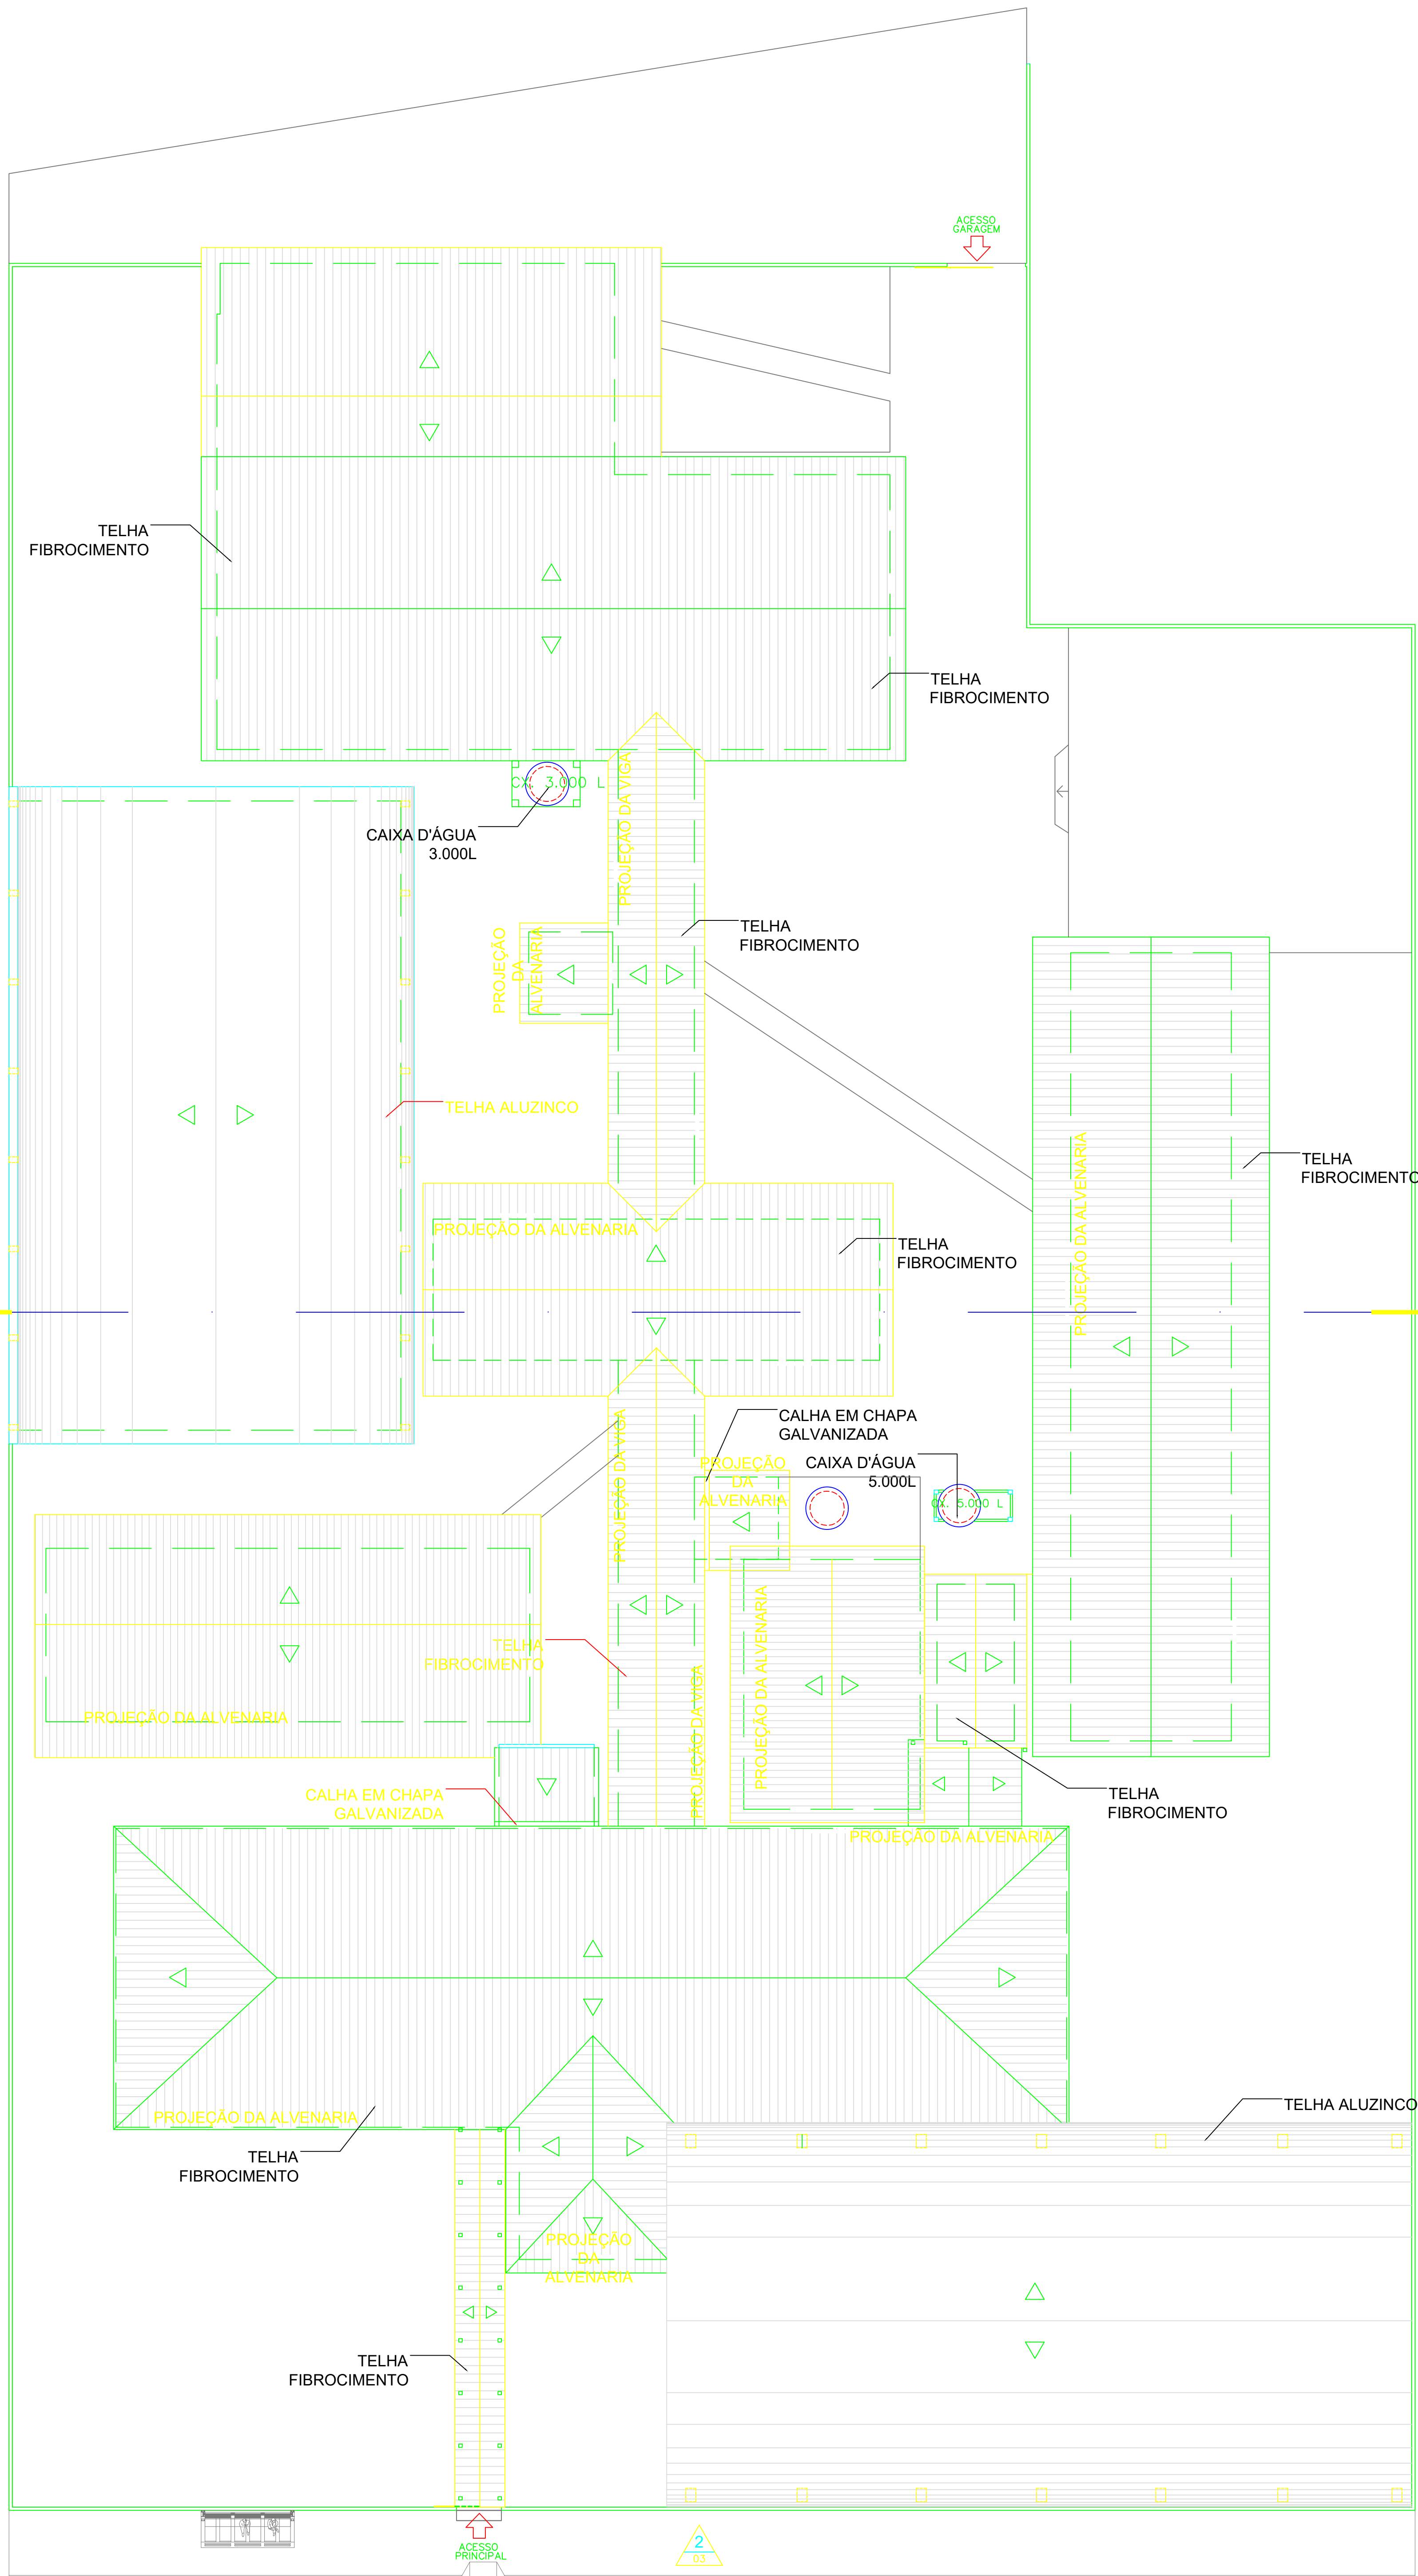 ACESSO
GARAGEM
TELHA
FIBROCIMENTO
TELHA
FIBROCIMENTO
CX. 3.000 L
PROJEÇÃO DA VIGA
CAIXA D'ÁGUA
3.000L
TELHA
FIBROCIMENTO
PROJEÇÃO
DA
ALVENARIA
TELHA ALUZINCO
PROJEÇÃO DA ALVENARIA
TELHA
FIBROCIMENTO
PROJEÇÃO DA ALVENARIA
TELHA
FIBROCIMENTO
CALHA EM CHAPA
GALVANIZADA
PROJEÇÃO DA VIGA
PROJEÇÃO
DA
ALVENARIA
CAIXA D'ÁGUA
5.000L
CX. 5.000 L
PROJEÇÃO DA ALVENARIA
TELHA
FIBROCIMENTO
PROJEÇÃO DA VIGA
PROJEÇÃO DA ALVENARIA
CALHA EM CHAPA
GALVANIZADA
TELHA
FIBROCIMENTO
PROJEÇÃO DA ALVENARIA
PROJEÇÃO DA ALVENARIA
TELHA ALUZINCO
TELHA
FIBROCIMENTO
PROJEÇÃO
DA
ALVENARIA
TELHA
FIBROCIMENTO
ACESSO
PRINCIPAL
2
03